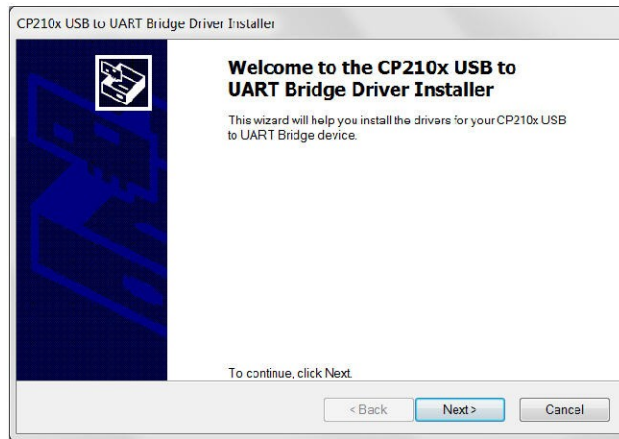 CP210x USB to UART Bridge Driver Installer
Welcome to the CP210x USB to
UART Bridge Driver Installer
This wizard will help you install the drivers for your CP210x USB
to UART Bridge device.
To continue, click Next.
< Back
Next >
Cancel